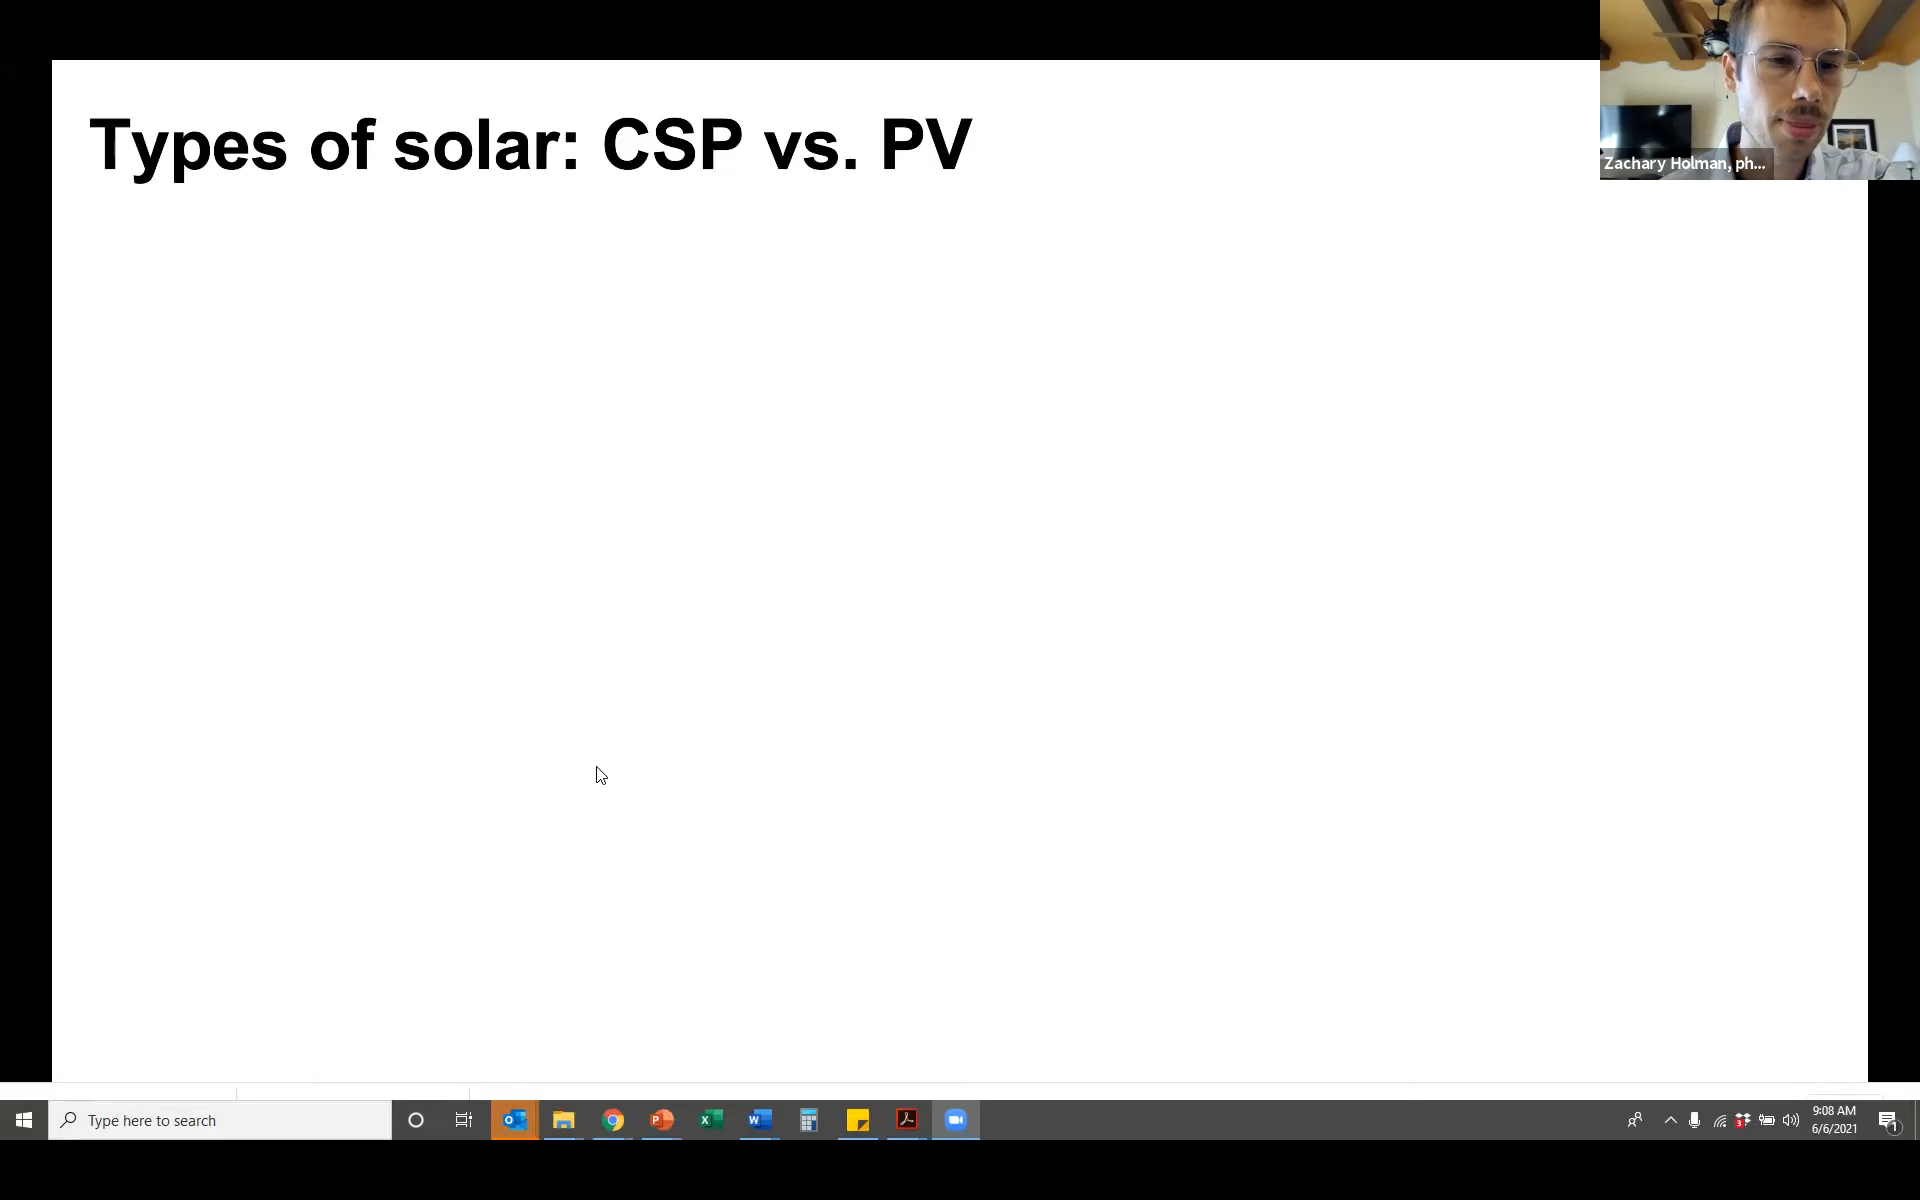 Types of solar: CSP vs. PV
Zachary Holman, ph...
Type here to search
9:08 AM
6/6/2021